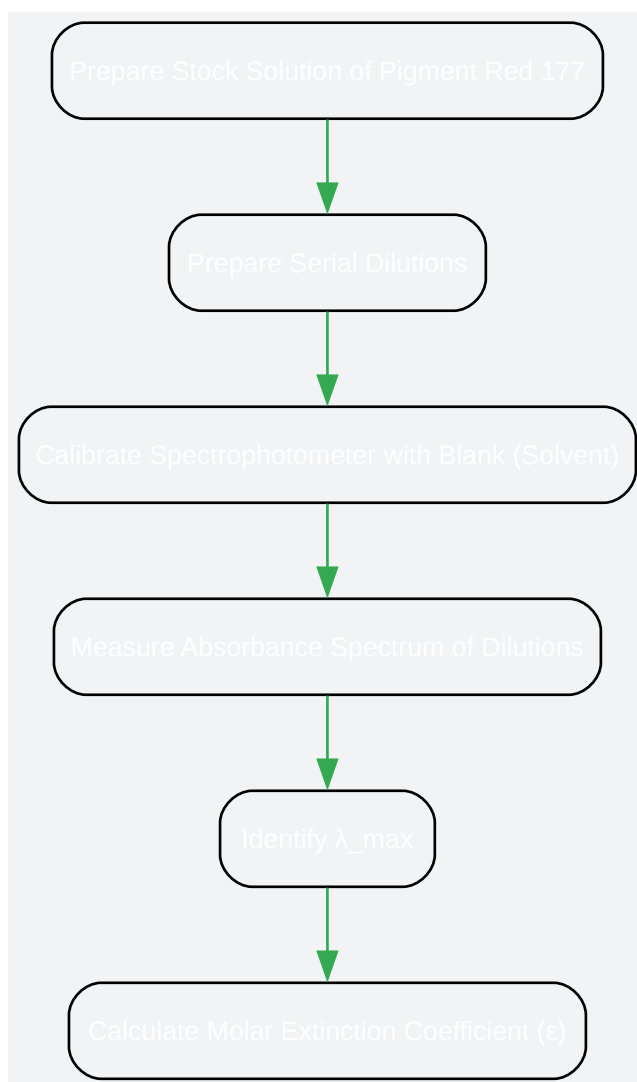 Prepare Stock Solution of Pigment Red 177
Prepare Serial Dilutions
Calibrate Spectrophotometer with Blank (Solvent)
Measure Absorbance Spectrum of Dilutions
Identify λ_max
Calculate Molar Extinction Coefficient (ε)